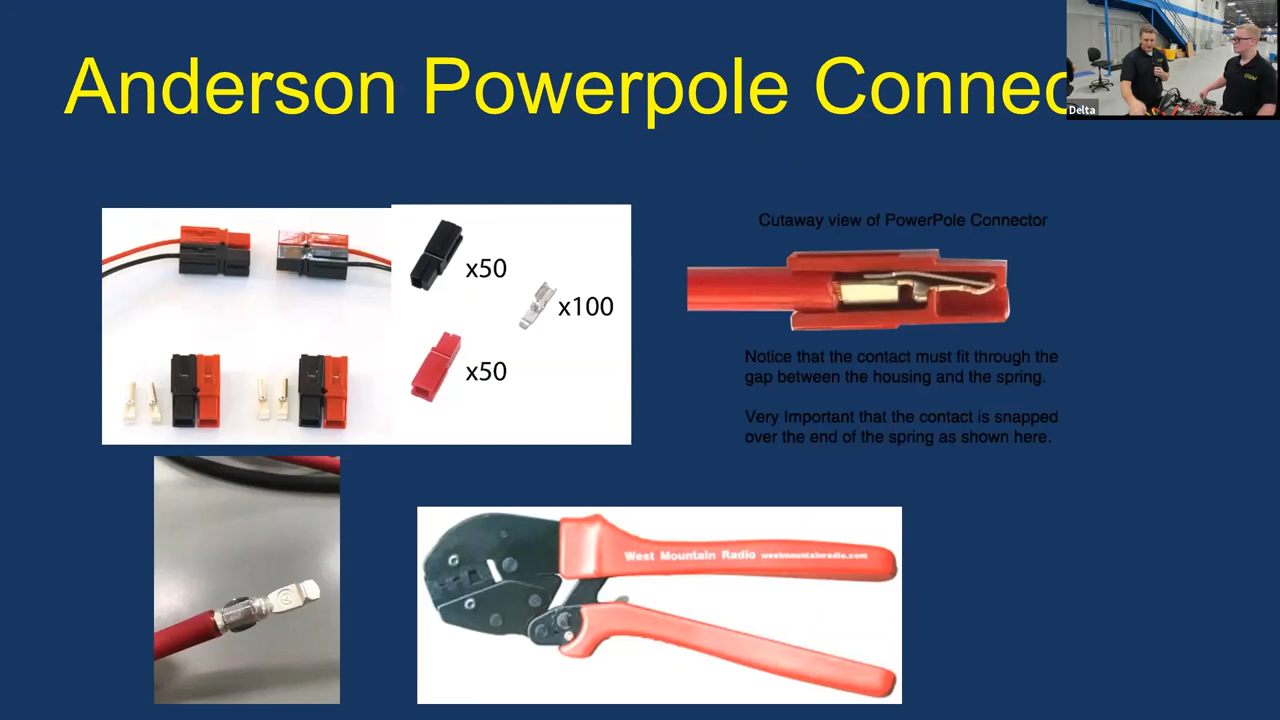 Anderson Powerpole Connec
Delta
x50
x100
x50
Cutaway view of PowerPole Connector
Notice that the contact must fit through the
gap between the housing and the spring.
Very Important that the contact is snapped
over the end of the spring as shown here.
West Mountain Radio westmountainradio.com